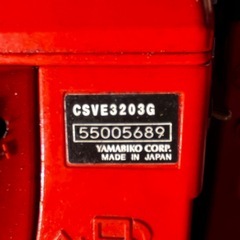 CSVE3203G
55005689
YAMABIKO CORP.
MADE IN JAPAN